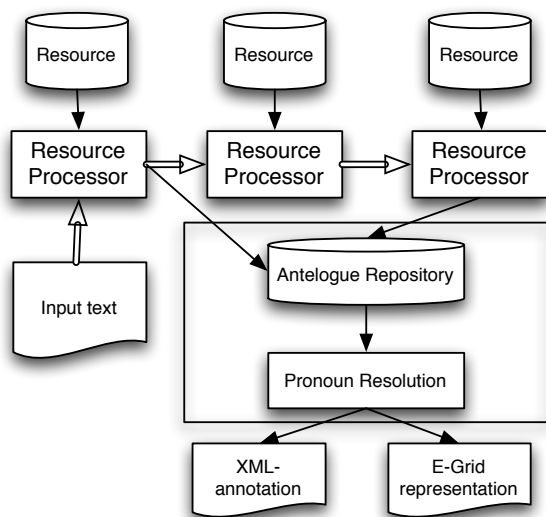 Resource
Resource
Resource
Resource
Processor
Resource
Processor
Resource
Processor
Input text
Antelogue Repository
Pronoun Resolution
XML-
annotation
E-Grid
representation